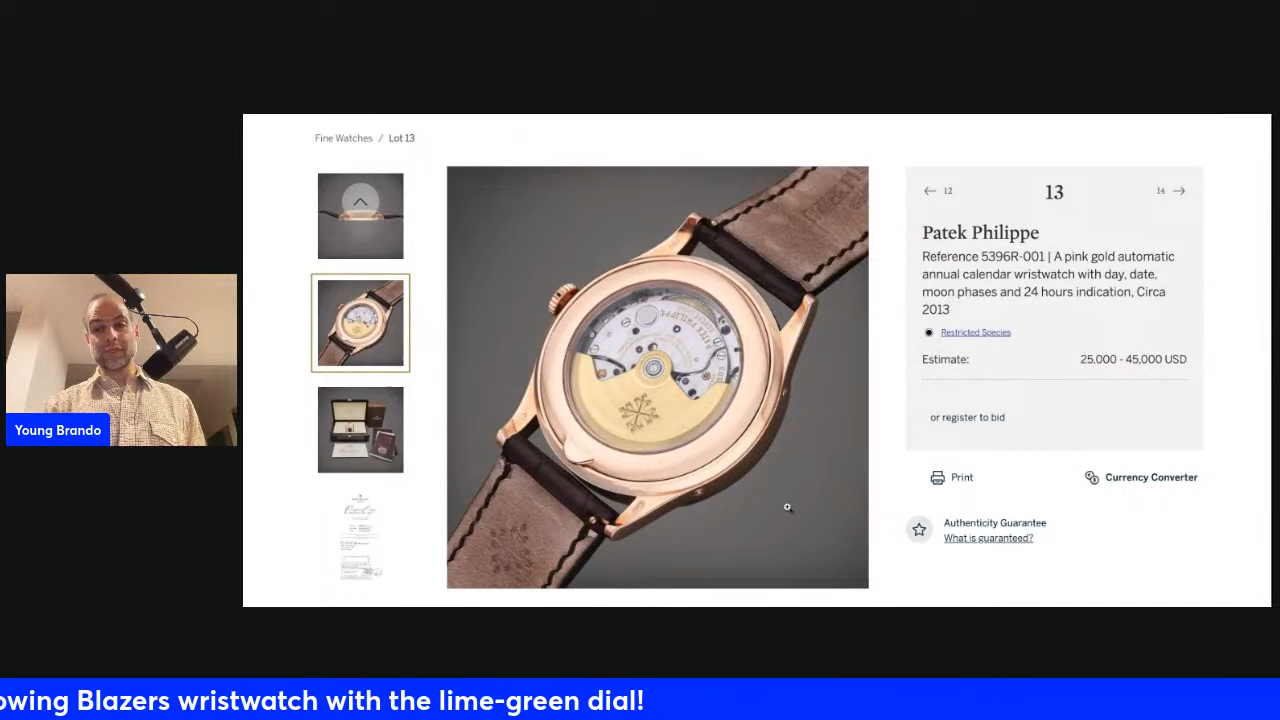 Fine Watches / Lot 13
← 12
13
14 →
Patek Philippe
Reference 5396R-001 | A pink gold automatic
annual calendar wristwatch with day, date,
moon phases and 24 hours indication, Circa
2013
Restricted Species
Estimate:
25,000 - 45,000 USD
or register to bid
Print
Currency Converter
Authenticity Guarantee
What is guaranteed?
PATEK PHILIPPE
Young Brando
owing Blazers wristwatch with the lime-green dial!